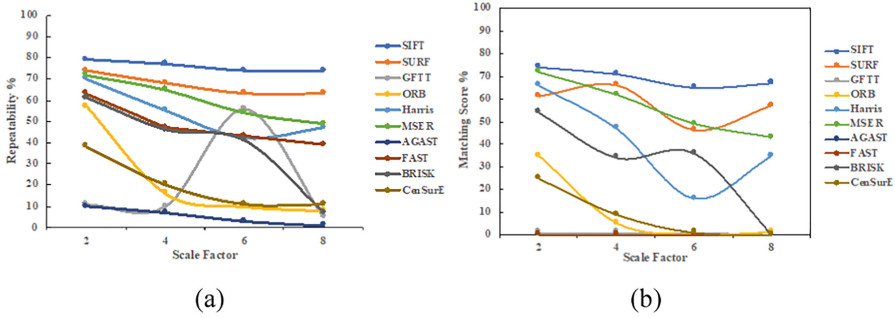 100
90
80
70
60
50
40
30
20
10
0
Repeatability %
2 4 6 8
Scale Factor
SIFT
SURF
GFTT
ORB
Harris
MSER
AGAST
FAST
BRISK
CenSurE
(a)
100
90
80
70
60
50
40
30
20
10
0
Matching Score %
2 4 6 8
Scale Factor
SIFT
SURF
GFTT
ORB
Harris
MSER
AGAST
FAST
BRISK
CenSurE
(b)